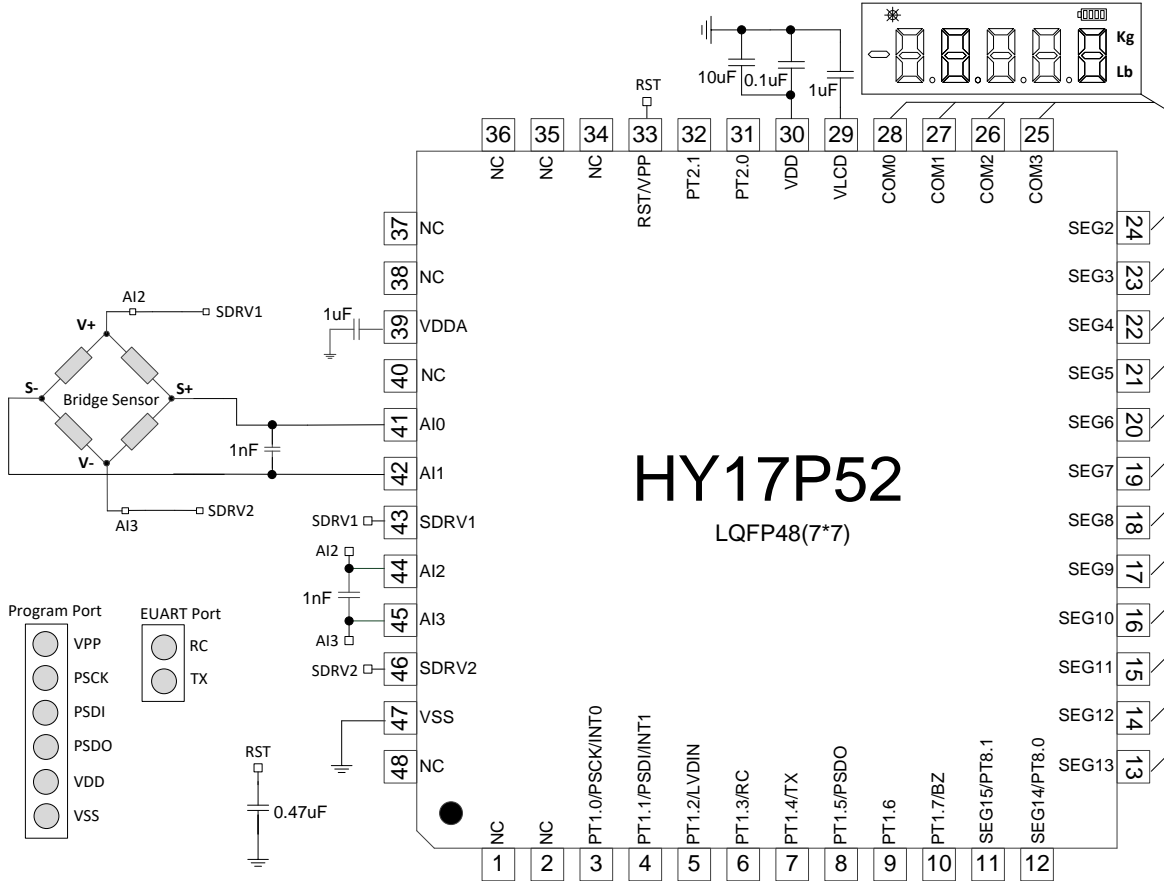 Kg
Lb
10uF 0.1uF 1uF
RST
36 35 34 33 32 31 30 29 28 27 26 25
NC NC NC RST/VPP PT2.1 PT2.0 VDD VLCD COM0 COM1 COM2 COM3
37 NC
38 NC
39 VDDA
40 NC
41 AI0
42 AI1
43 SDRV1
44 AI2
45 AI3
46 SDRV2
47 VSS
48 NC
AI2 SDRV1
V+
1uF
S- Bridge Sensor S+
1nF
V-
AI3 SDRV2
SDRV1
AI2
1nF
AI3
SDRV2
HY17P52
LQFP48(7*7)
SEG2 24
SEG3 23
SEG4 22
SEG5 21
SEG6 20
SEG7 19
SEG8 18
SEG9 17
SEG10 16
SEG11 15
SEG12 14
SEG13 13
Program Port
VPP
PSCK
PSDI
PSDO
VDD
VSS
EUART Port
RC
TX
RST
0.47uF
NC NC PT1.0/PSCK/INT0 PT1.1/PSDI/INT1 PT1.2/LVDIN PT1.3/RC PT1.4/TX PT1.5/PSDO PT1.6 PT1.7/BZ SEG15/PT8.1 SEG14/PT8.0
1 2 3 4 5 6 7 8 9 10 11 12